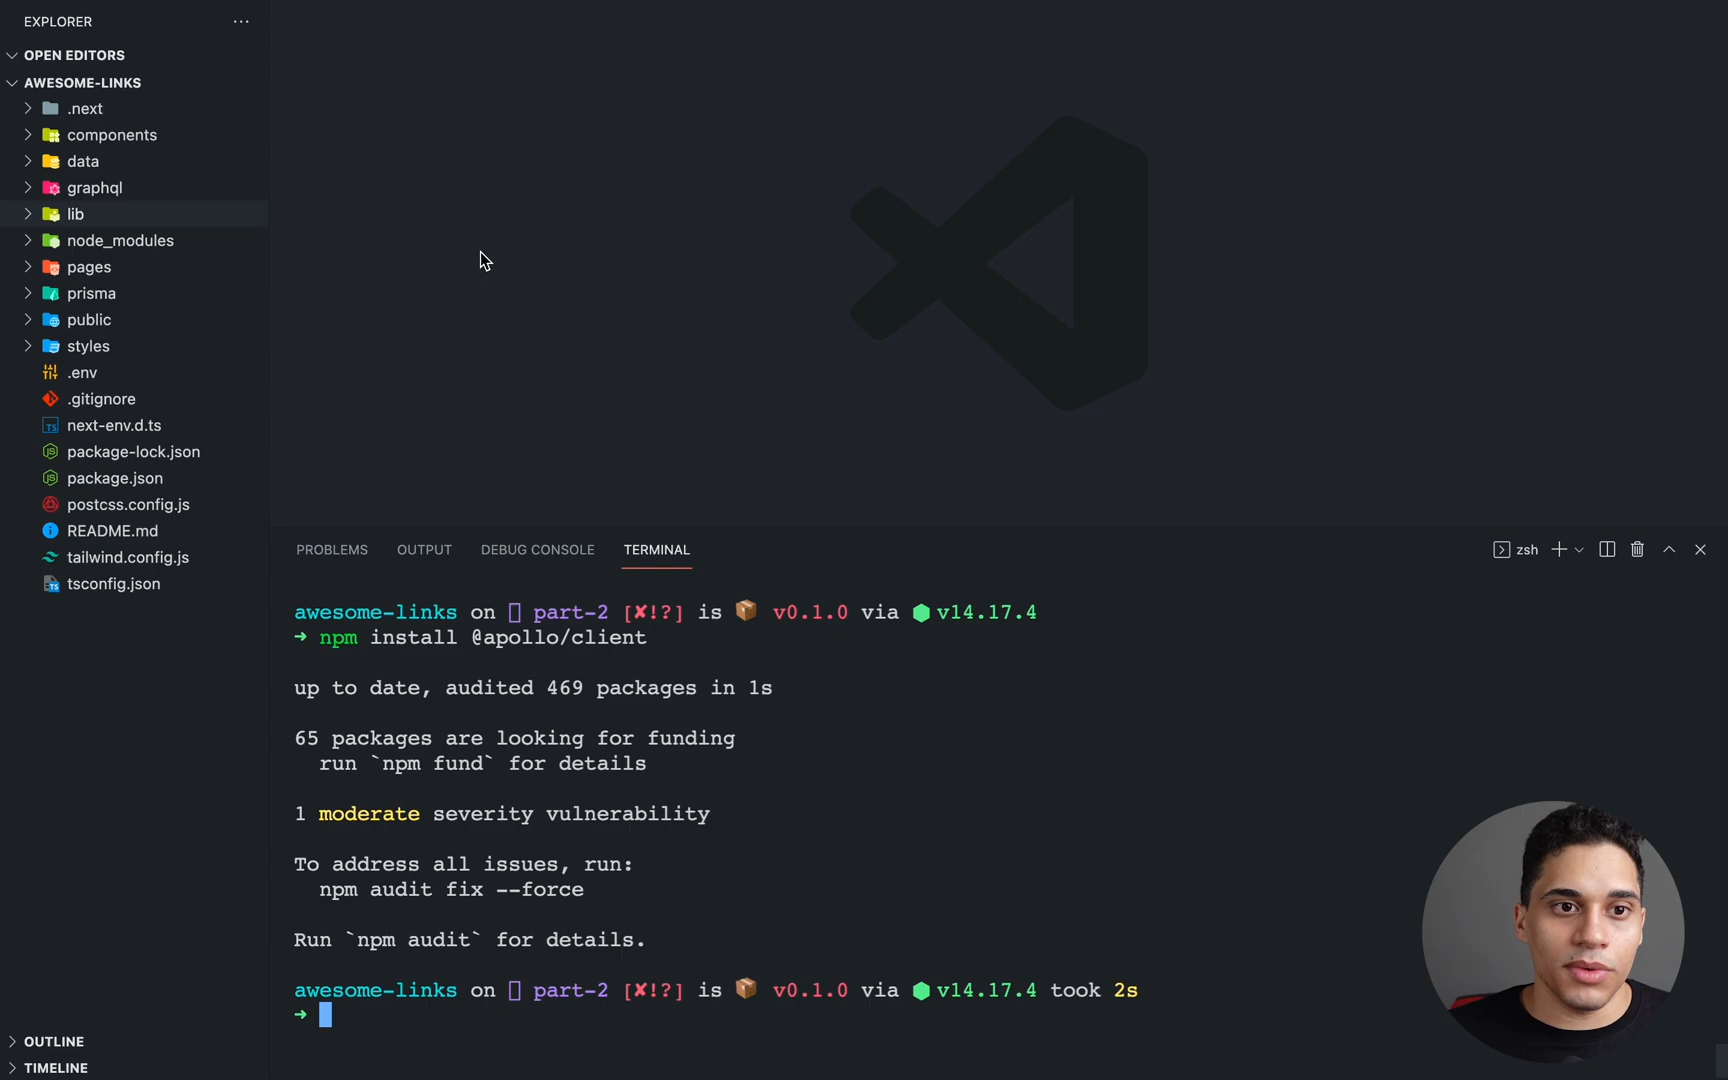 EXPLORER
OPEN EDITORS
AWESOME-LINKS
.next
components
data
graphql
lib
node_modules
pages
prisma
public
styles
.env
.gitignore
next-env.d.ts
package-lock.json
package.json
postcss.config.js
README.md
tailwind.config.js
tsconfig.json
OUTLINE
TIMELINE
PROBLEMS OUTPUT DEBUG CONSOLE TERMINAL zsh
awesome-links on part-2 [✘!?] is 📦 v0.1.0 via ⬢ v14.17.4
➜ npm install @apollo/client
up to date, audited 469 packages in 1s
65 packages are looking for funding
run `npm fund` for details
1 moderate severity vulnerability
To address all issues, run:
npm audit fix --force
Run `npm audit` for details.
awesome-links on part-2 [✘!?] is 📦 v0.1.0 via ⬢ v14.17.4 took 2s
➜